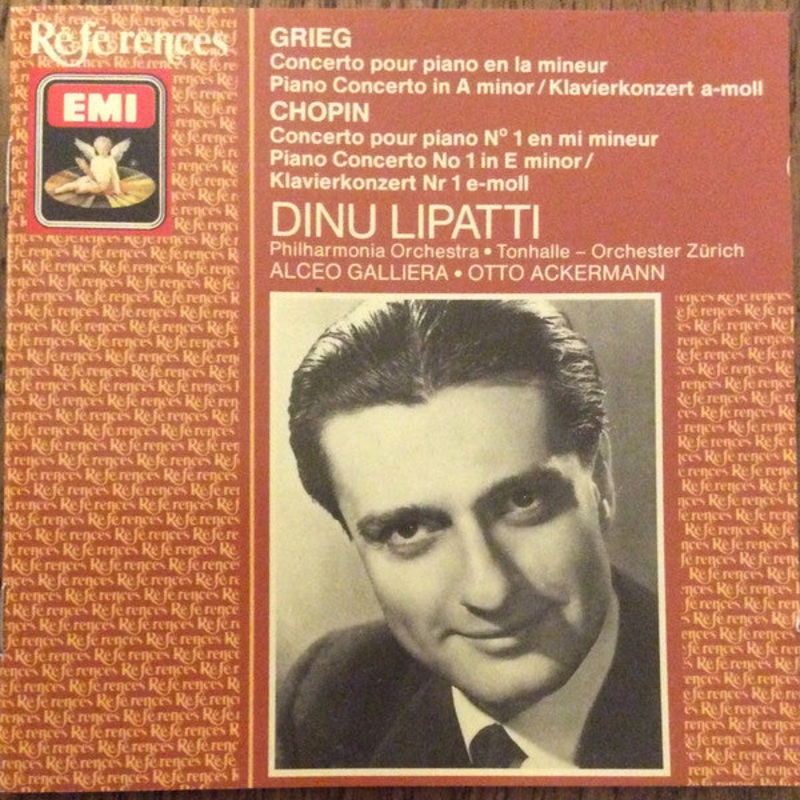 Références
EMI
GRIEG
Concerto pour piano en la mineur
Piano Concerto in A minor / Klavierkonzert a-moll
CHOPIN
Concerto pour piano Nº 1 en mi mineur
Piano Concerto No 1 in E minor /
Klavierkonzert Nr 1 e-moll
DINU LIPATTI
Philharmonia Orchestra • Tonhalle – Orchester Zürich
ALCEO GALLIERA • OTTO ACKERMANN